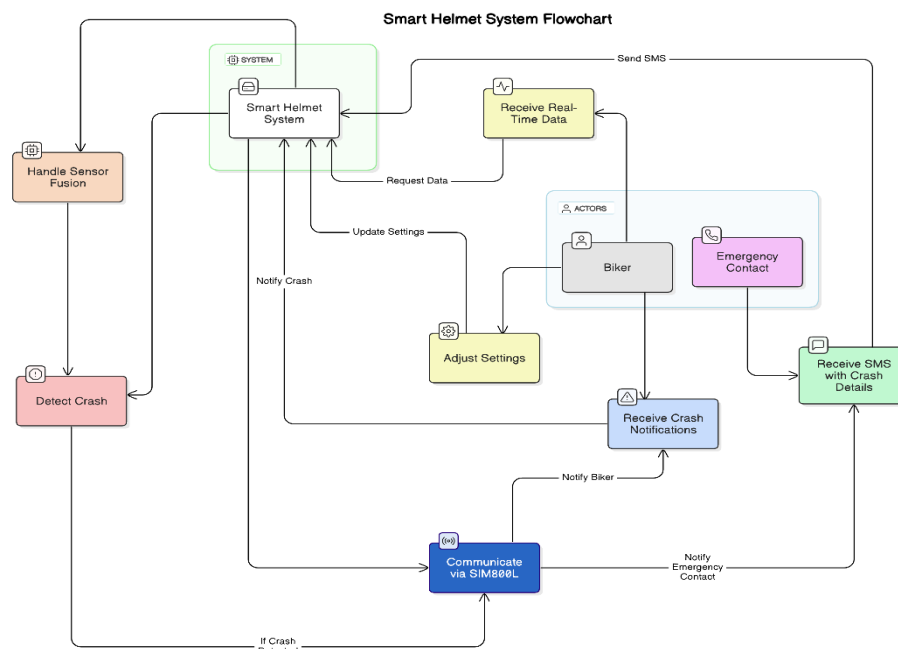 Smart Helmet System Flowchart
SYSTEM
Send SMS
Smart Helmet
System
Receive Real-
Time Data
Handle Sensor
Fusion
Request Data
ACTORS
Update Settings
Emergency
Contact
Biker
Notify Crash
Adjust Settings
Receive SMS
with Crash
Details
Detect Crash
Receive Crash
Notifications
Notify Biker
Communicate
via SIM800L
Notify
Emergency
Contact
If Crash